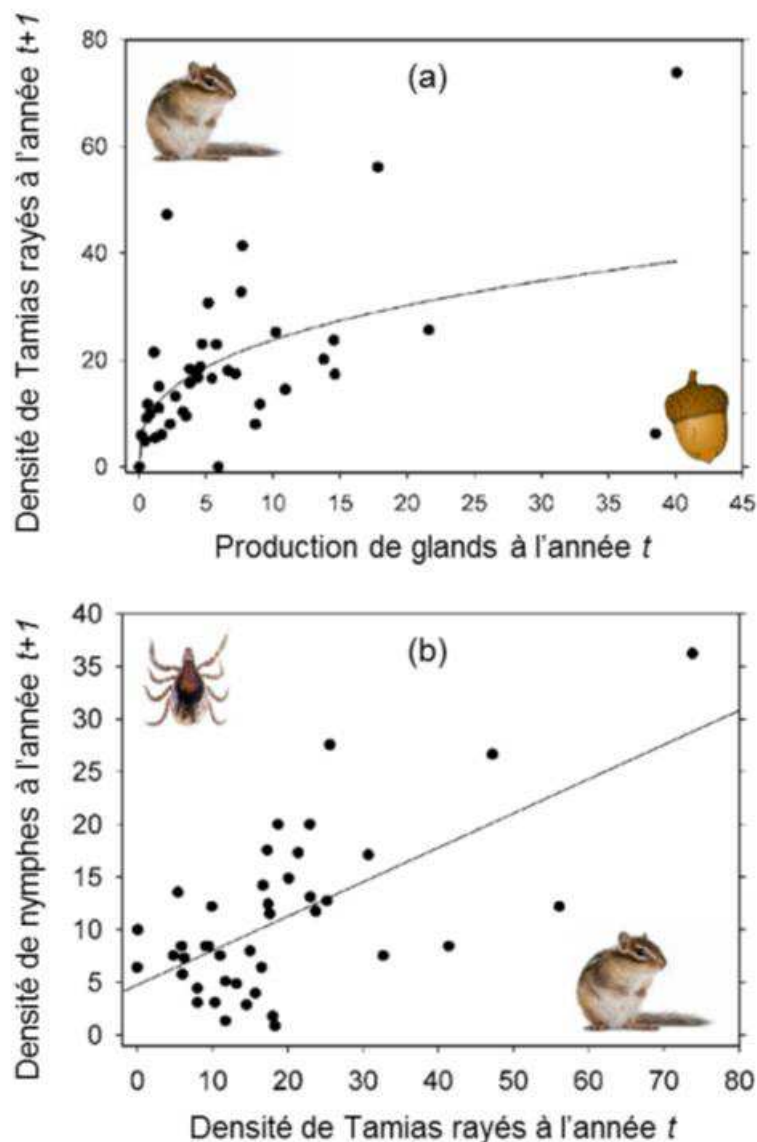 (a)
Densité de Tamias rayés à l'année t+1
80
60
40
20
0
0 5 10 15 20 25 30 35 40 45
Production de glands à l'année t
(b)
Densité de nymphes à l'année t+1
40
35
30
25
20
15
10
5
0
0 10 20 30 40 50 60 70 80
Densité de Tamias rayés à l'année t